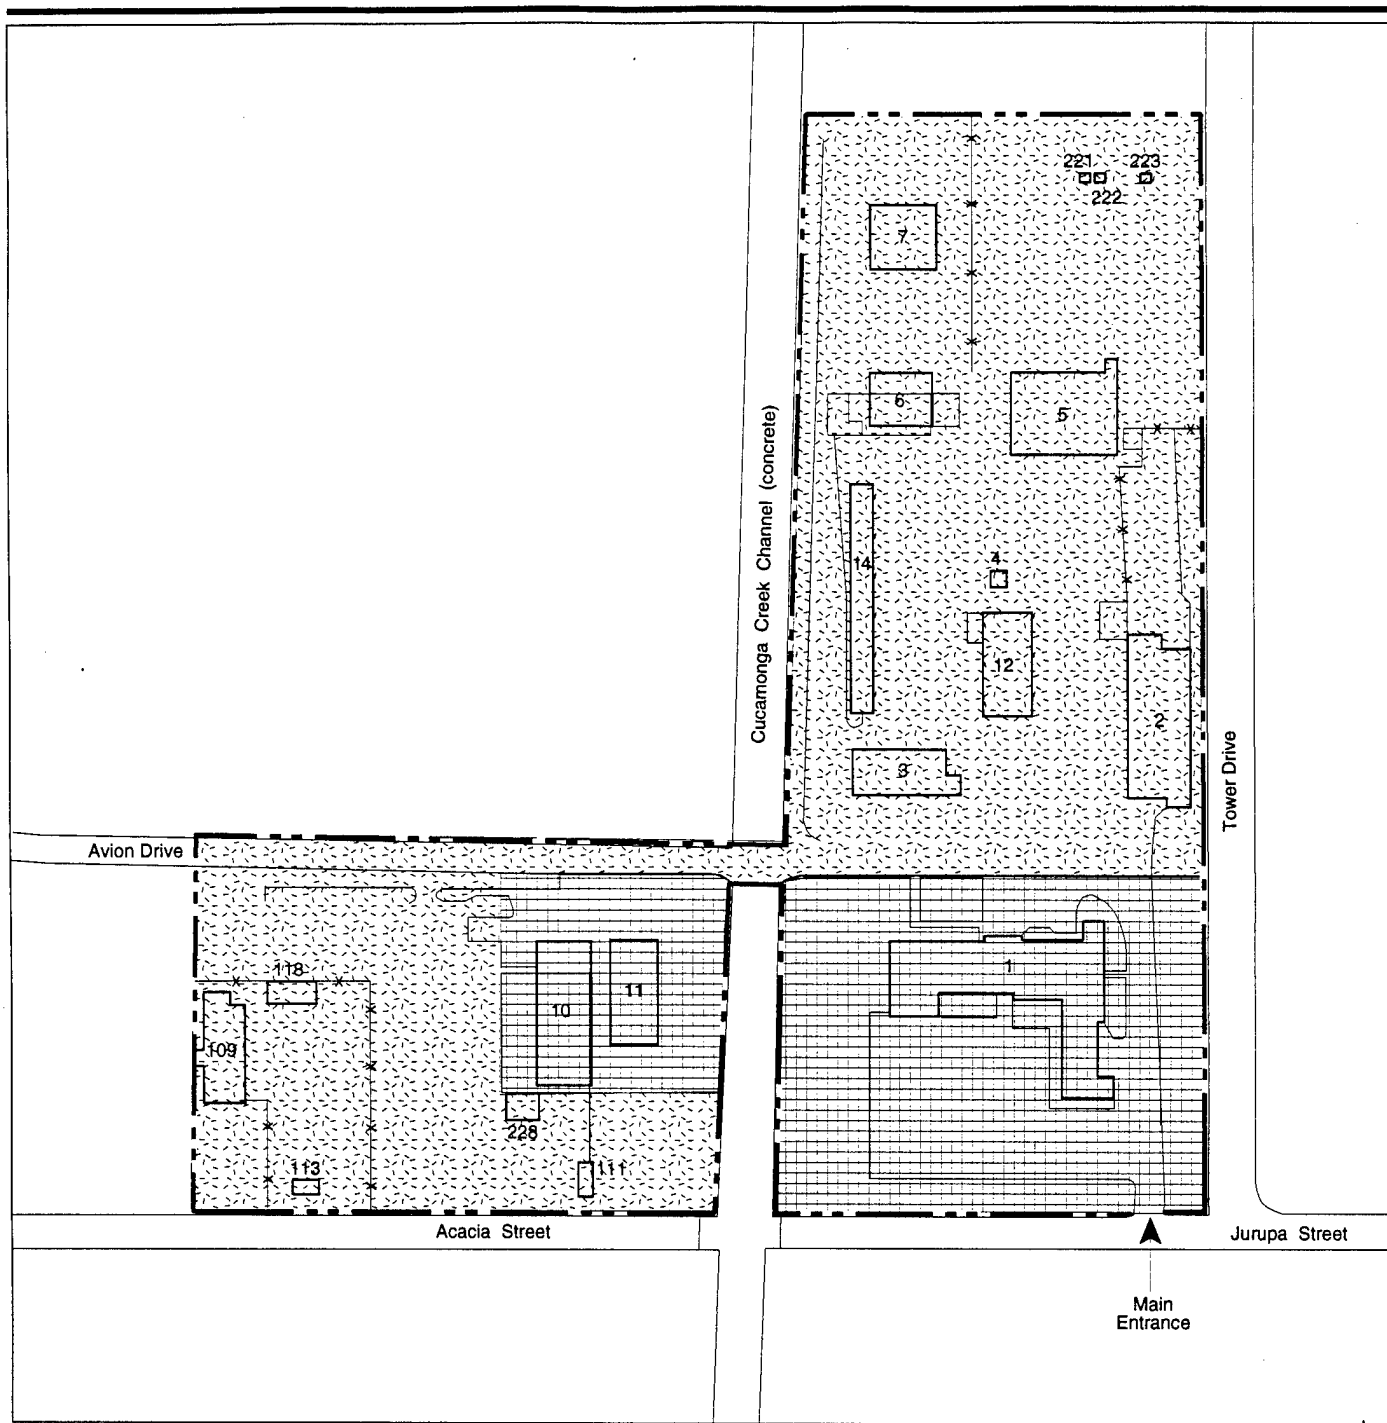 221
223
222
7
6
5
Cucamonga Creek Channel (concrete)
14
4
12
2
3
Tower Drive
Avion Drive
1
118
11
10
109
228
113
111
Acacia Street
Jurupa Street
Main
Entrance